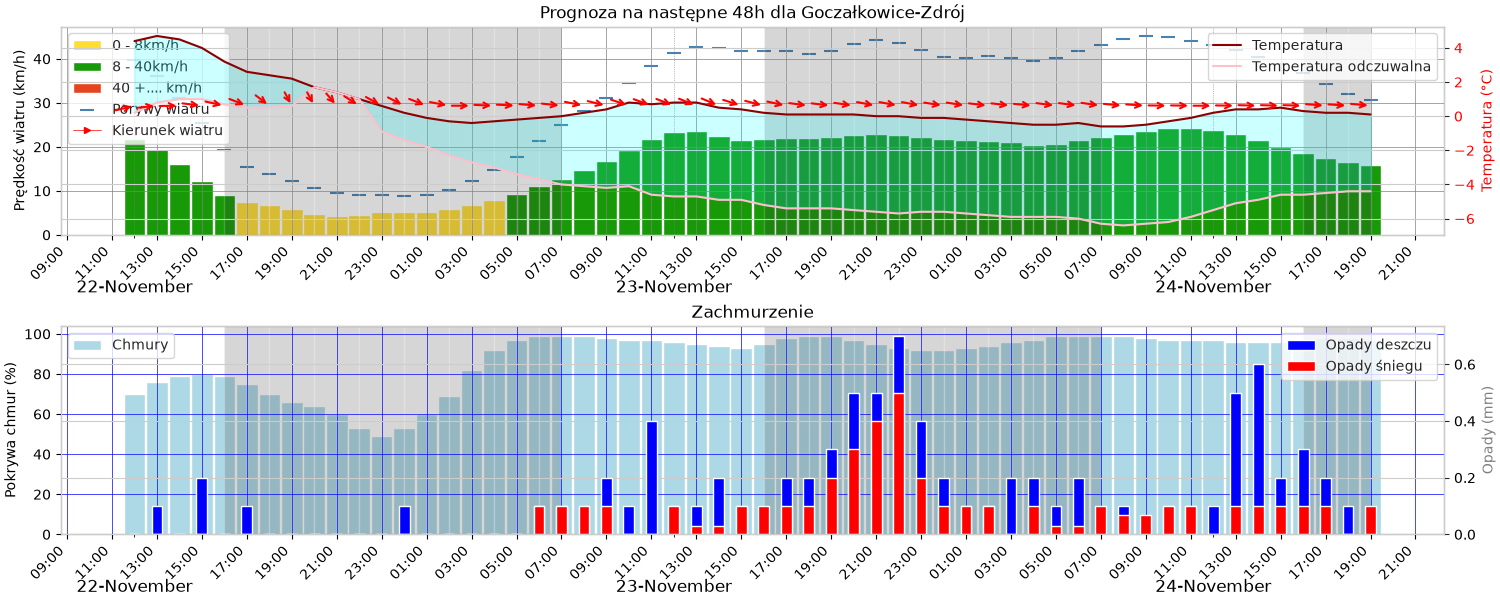 Prognoza na następne 48h dla Goczałkowice-Zdrój
Prędkość wiatru (km/h)
40
30
20
10
0
0 - 8km/h
8 - 40km/h
40 +.... km/h
Porywy wiatru
Kierunek wiatru
Temperatura
Temperatura odczuwalna
4
2
0
−2
−4
−6
Temperatura (°C)
09:00 11:00 13:00 15:00 17:00 19:00 21:00 23:00 01:00 03:00 05:00 07:00 09:00 11:00 13:00 15:00 17:00 19:00 21:00 23:00 01:00 03:00 05:00 07:00 09:00 11:00 13:00 15:00 17:00 19:00 21:00
22-November 23-November 24-November
Zachmurzenie
Pokrywa chmur (%)
100
80
60
40
20
0
Chmury
Opady deszczu
Opady śniegu
0.6
0.4
0.2
0.0
Opady (mm)
09:00 11:00 13:00 15:00 17:00 19:00 21:00 23:00 01:00 03:00 05:00 07:00 09:00 11:00 13:00 15:00 17:00 19:00 21:00 23:00 01:00 03:00 05:00 07:00 09:00 11:00 13:00 15:00 17:00 19:00 21:00
22-November 23-November 24-November